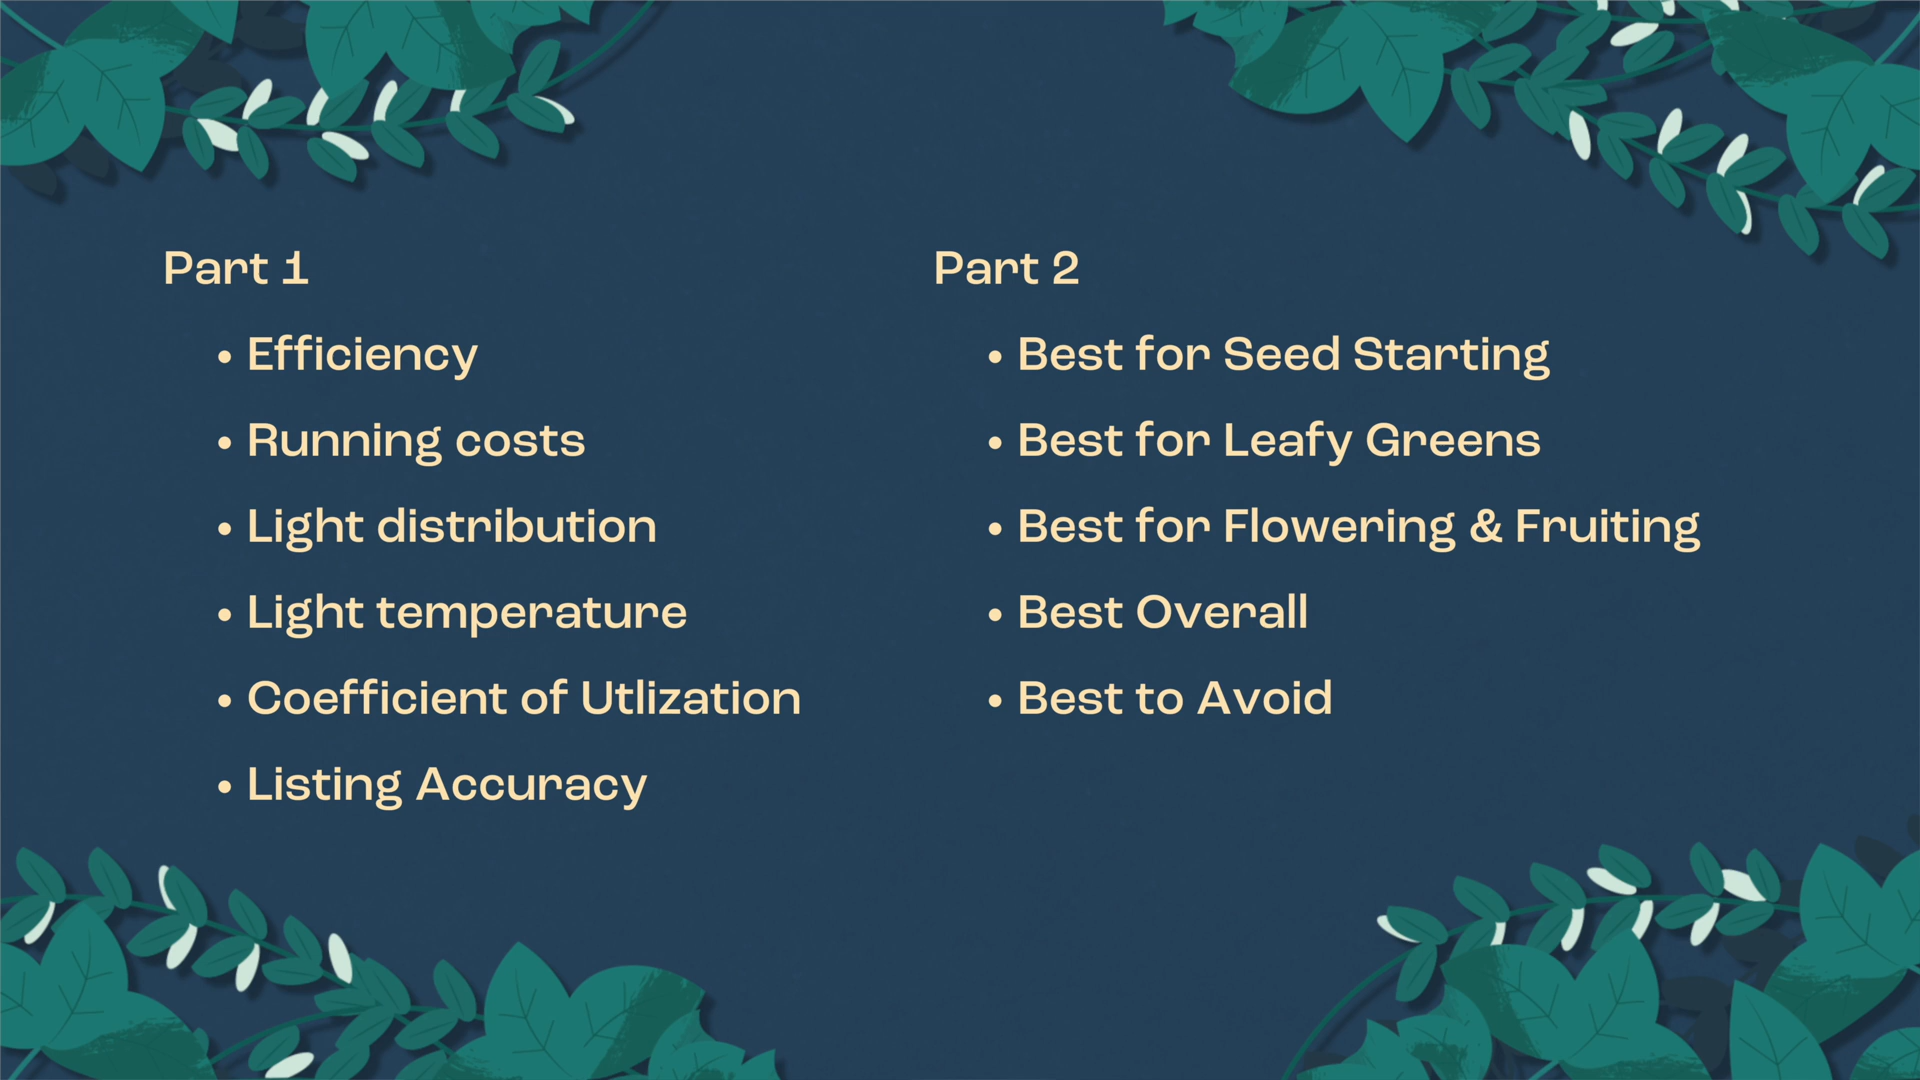 Part 1
• Efficiency
• Running costs
• Light distribution
• Light temperature
• Coefficient of Utlization
• Listing Accuracy
Part 2
• Best for Seed Starting
• Best for Leafy Greens
• Best for Flowering & Fruiting
• Best Overall
• Best to Avoid